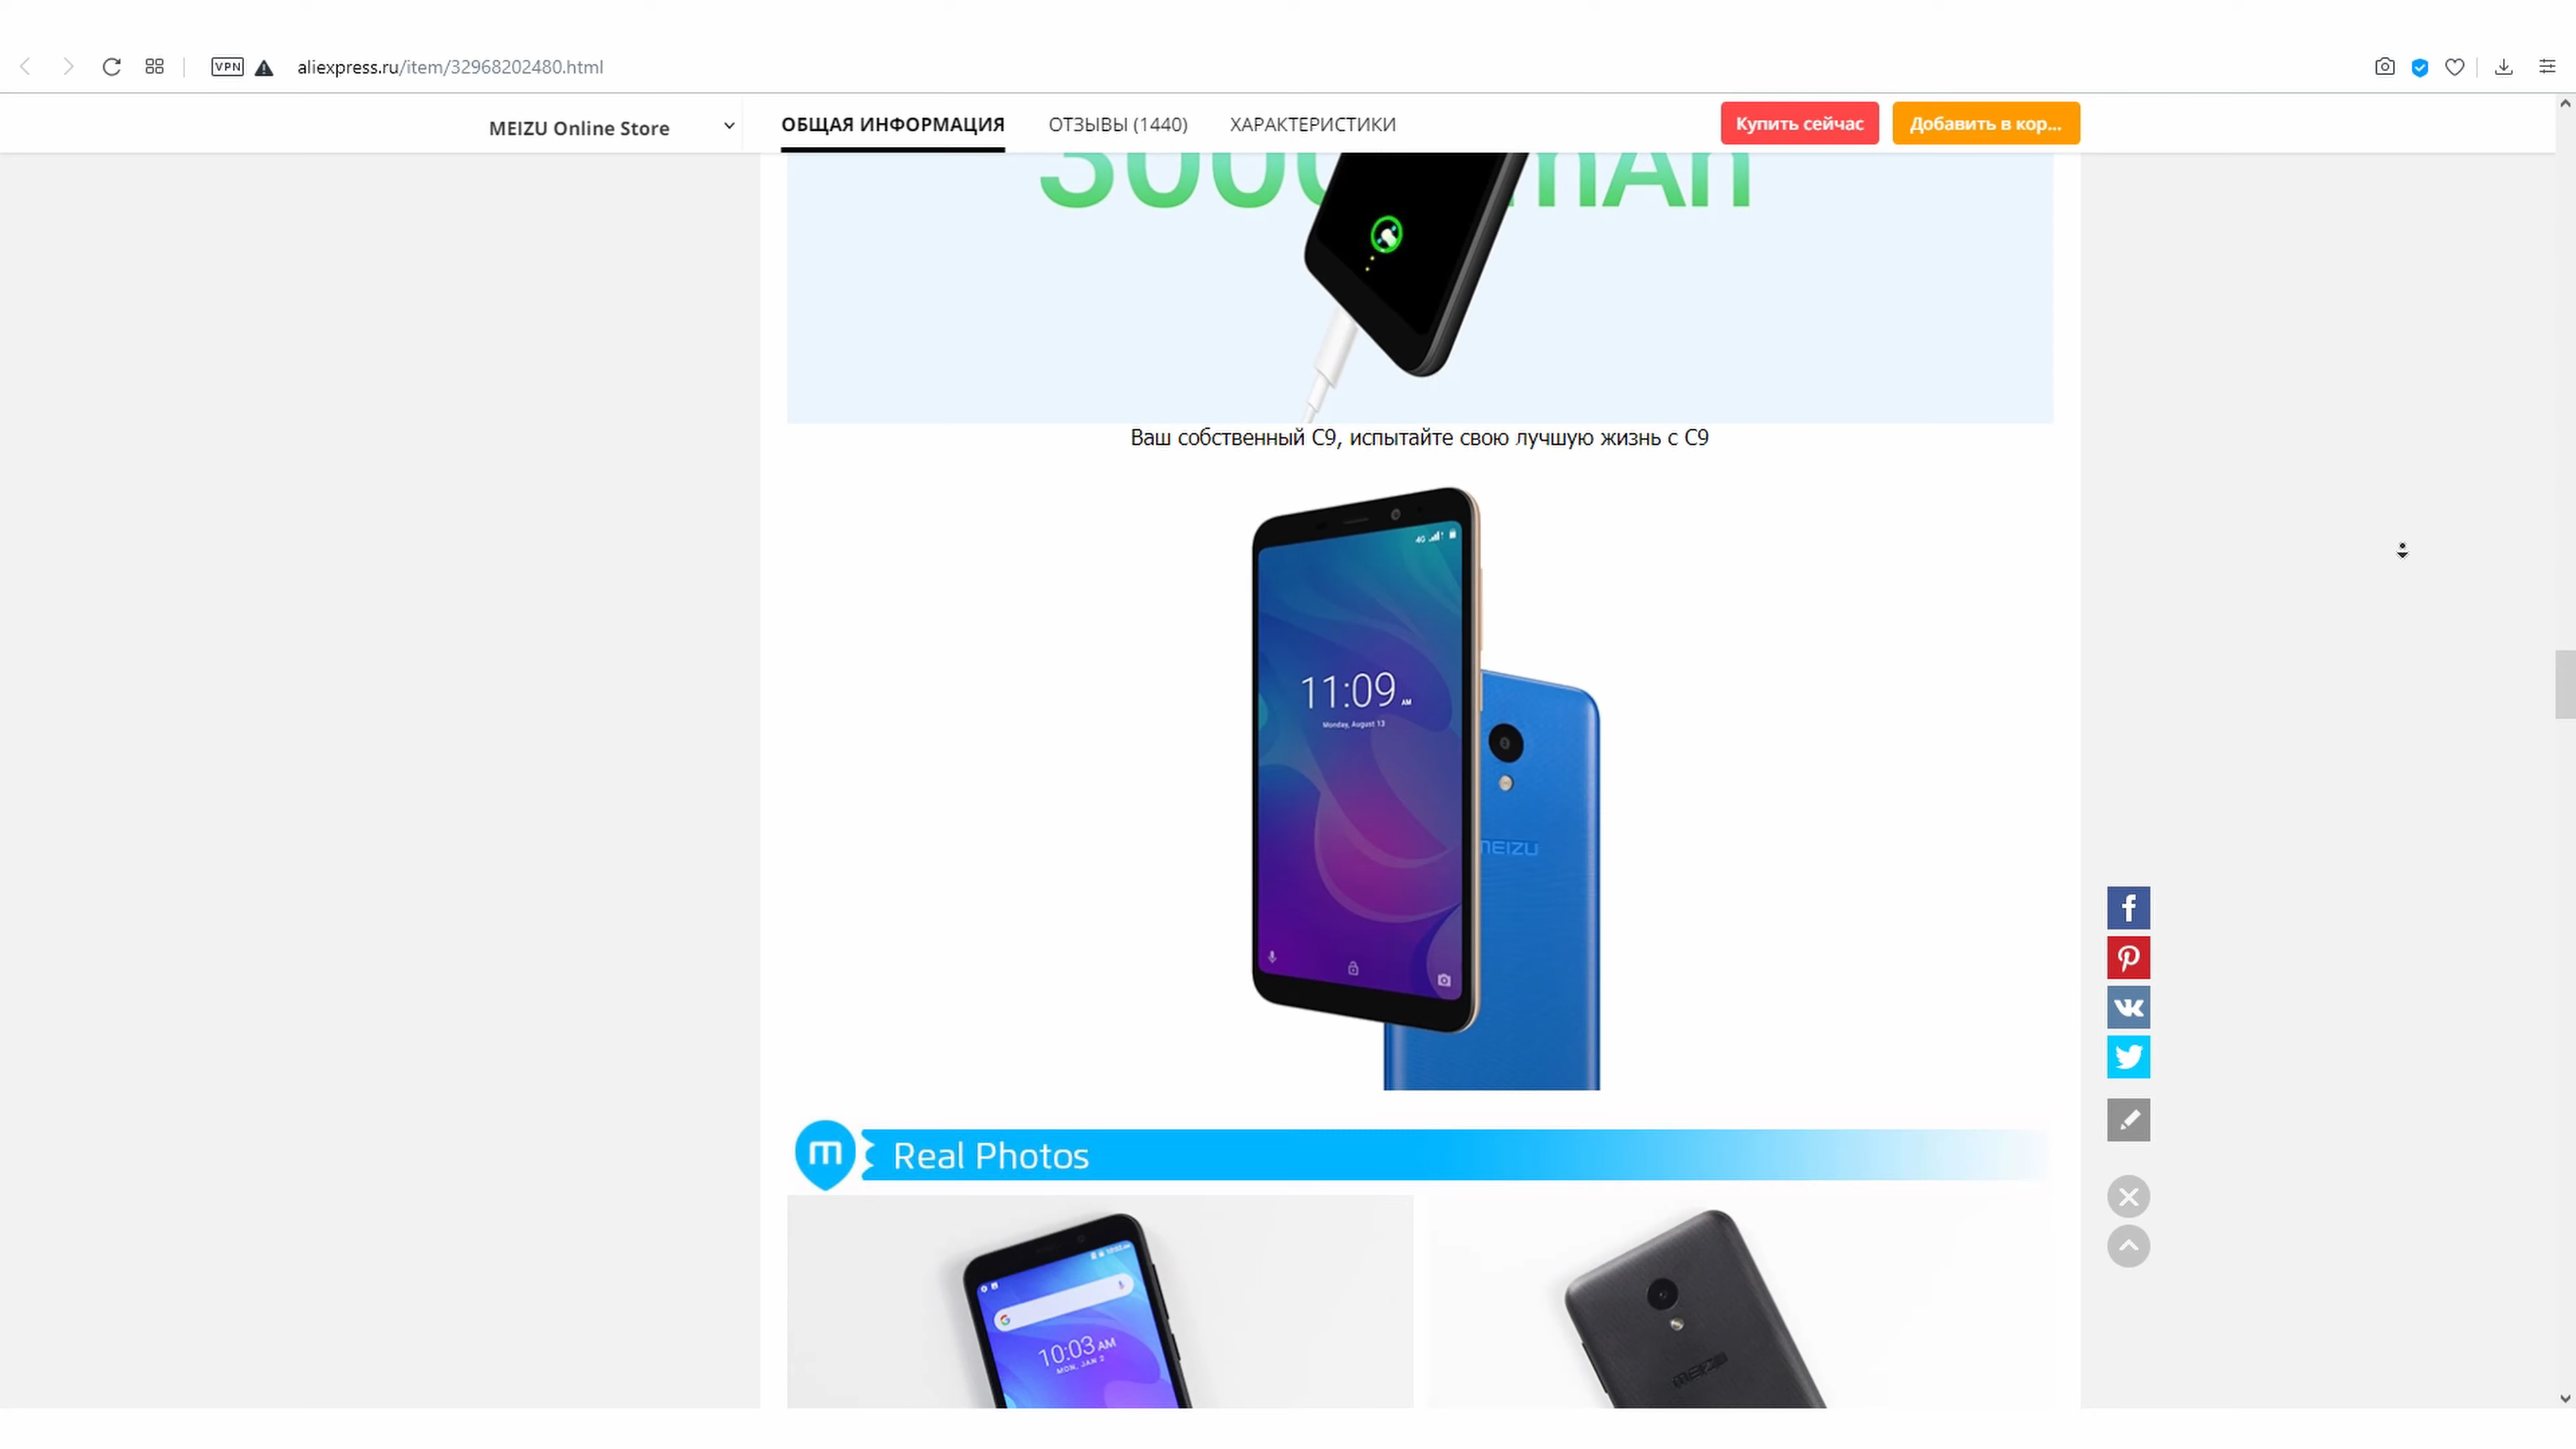 VPN
aliexpress.ru/item/32968202480.html
MEIZU Online Store
ОБЩАЯ ИНФОРМАЦИЯ
ОТЗЫВЫ (1440)
ХАРАКТЕРИСТИКИ
Купить сейчас
Добавить в кор...
Ваш собственный C9, испытайте свою лучшую жизнь с C9
4G
11:09 AM
Monday, August 13
MEIZU
m
Real Photos
10:03 AM
MON, JAN 2
MEIZU